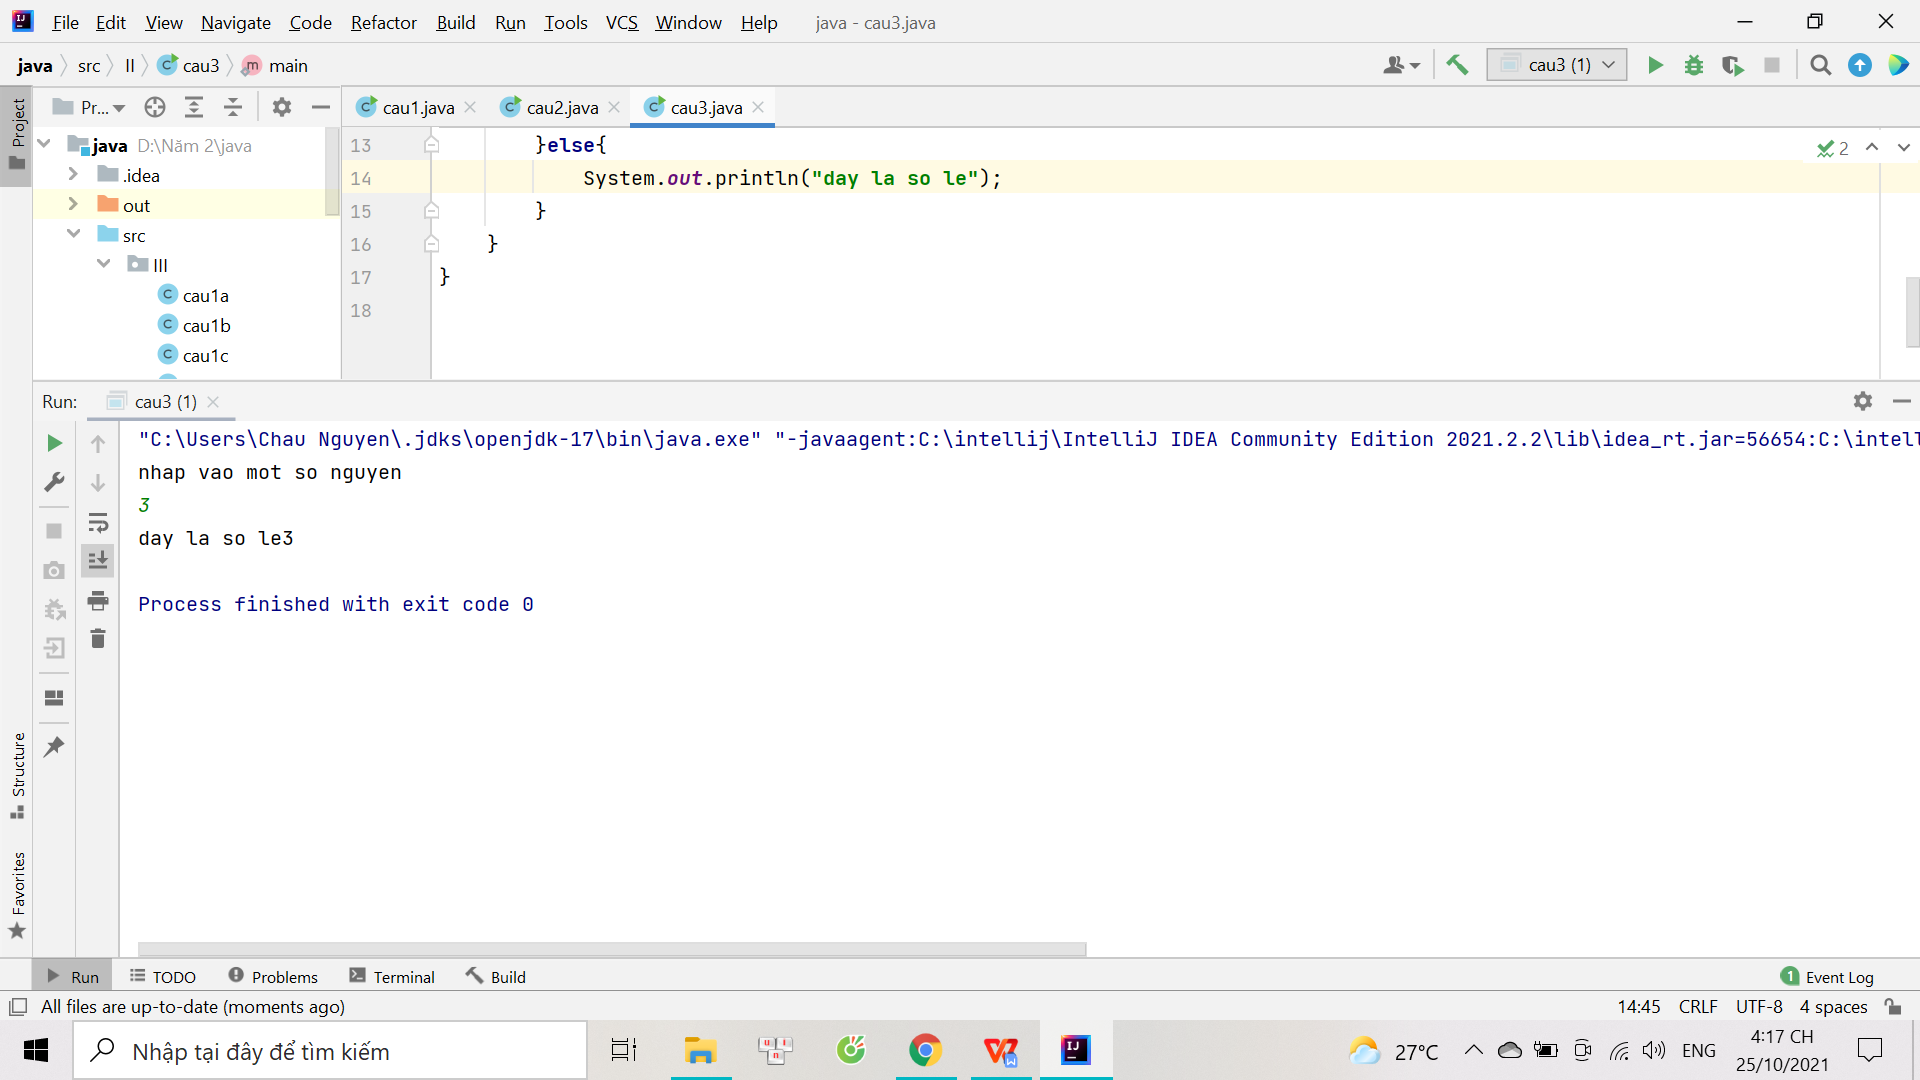 File Edit View Navigate Code Refactor Build Run Tools VCS Window Help java - cau3.java
java src II cau3 main
cau3 (1)
Project
Pr...
cau1.java cau2.java cau3.java
java D:\Năm 2\java
.idea
out
src
III
cau1a
cau1b
cau1c
13 }else{
14 System.out.println("day la so le");
15 }
16 }
17 }
18
2
Run: cau3 (1)
"C:\Users\Chau Nguyen\.jdks\openjdk-17\bin\java.exe" "-javaagent:C:\intellij\IntelliJ IDEA Community Edition 2021.2.2\lib\idea_rt.jar=56654:C:\intell
nhap vao mot so nguyen
3
day la so le3
Process finished with exit code 0
Structure
Favorites
Run TODO Problems Terminal Build 1 Event Log
All files are up-to-date (moments ago) 14:45 CRLF UTF-8 4 spaces
Nhập tại đây để tìm kiếm
27°C ENG
4:17 CH
25/10/2021